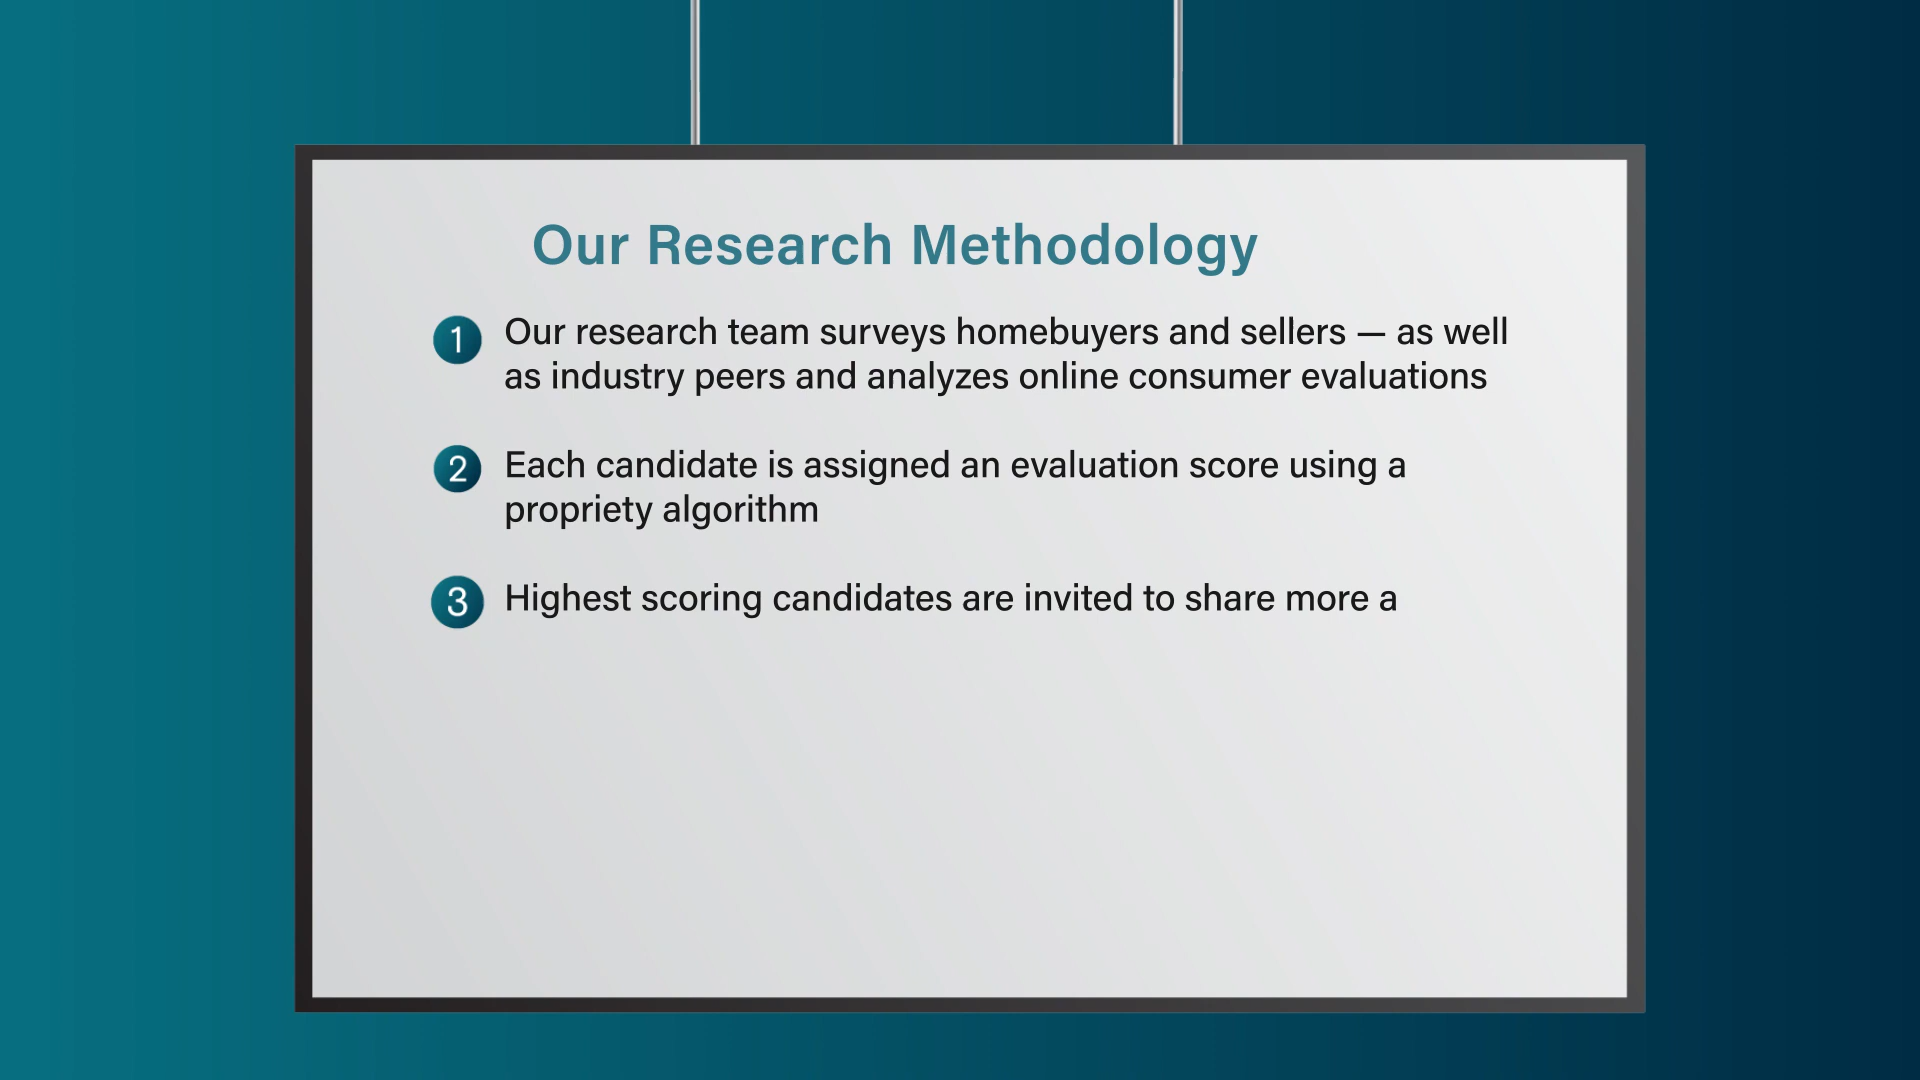 Our Research Methodology
1 Our research team surveys homebuyers and sellers — as well
as industry peers and analyzes online consumer evaluations
2 Each candidate is assigned an evaluation score using a
propriety algorithm
3 Highest scoring candidates are invited to share more a